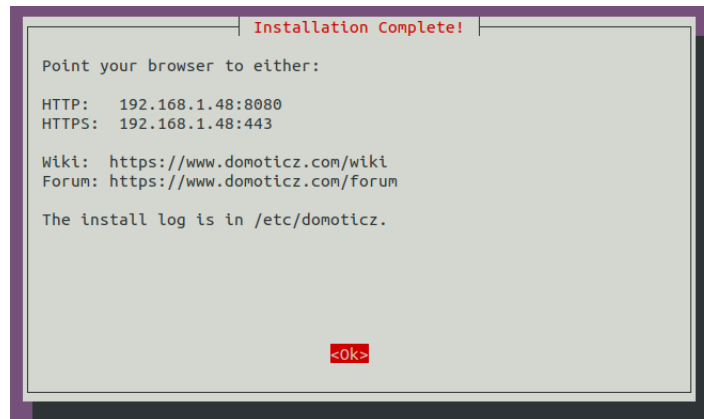 Installation Complete!
Point your browser to either:
HTTP:   192.168.1.48:8080
HTTPS:  192.168.1.48:443
Wiki:  https://www.domoticz.com/wiki
Forum: https://www.domoticz.com/forum
The install log is in /etc/domoticz.
<Ok>